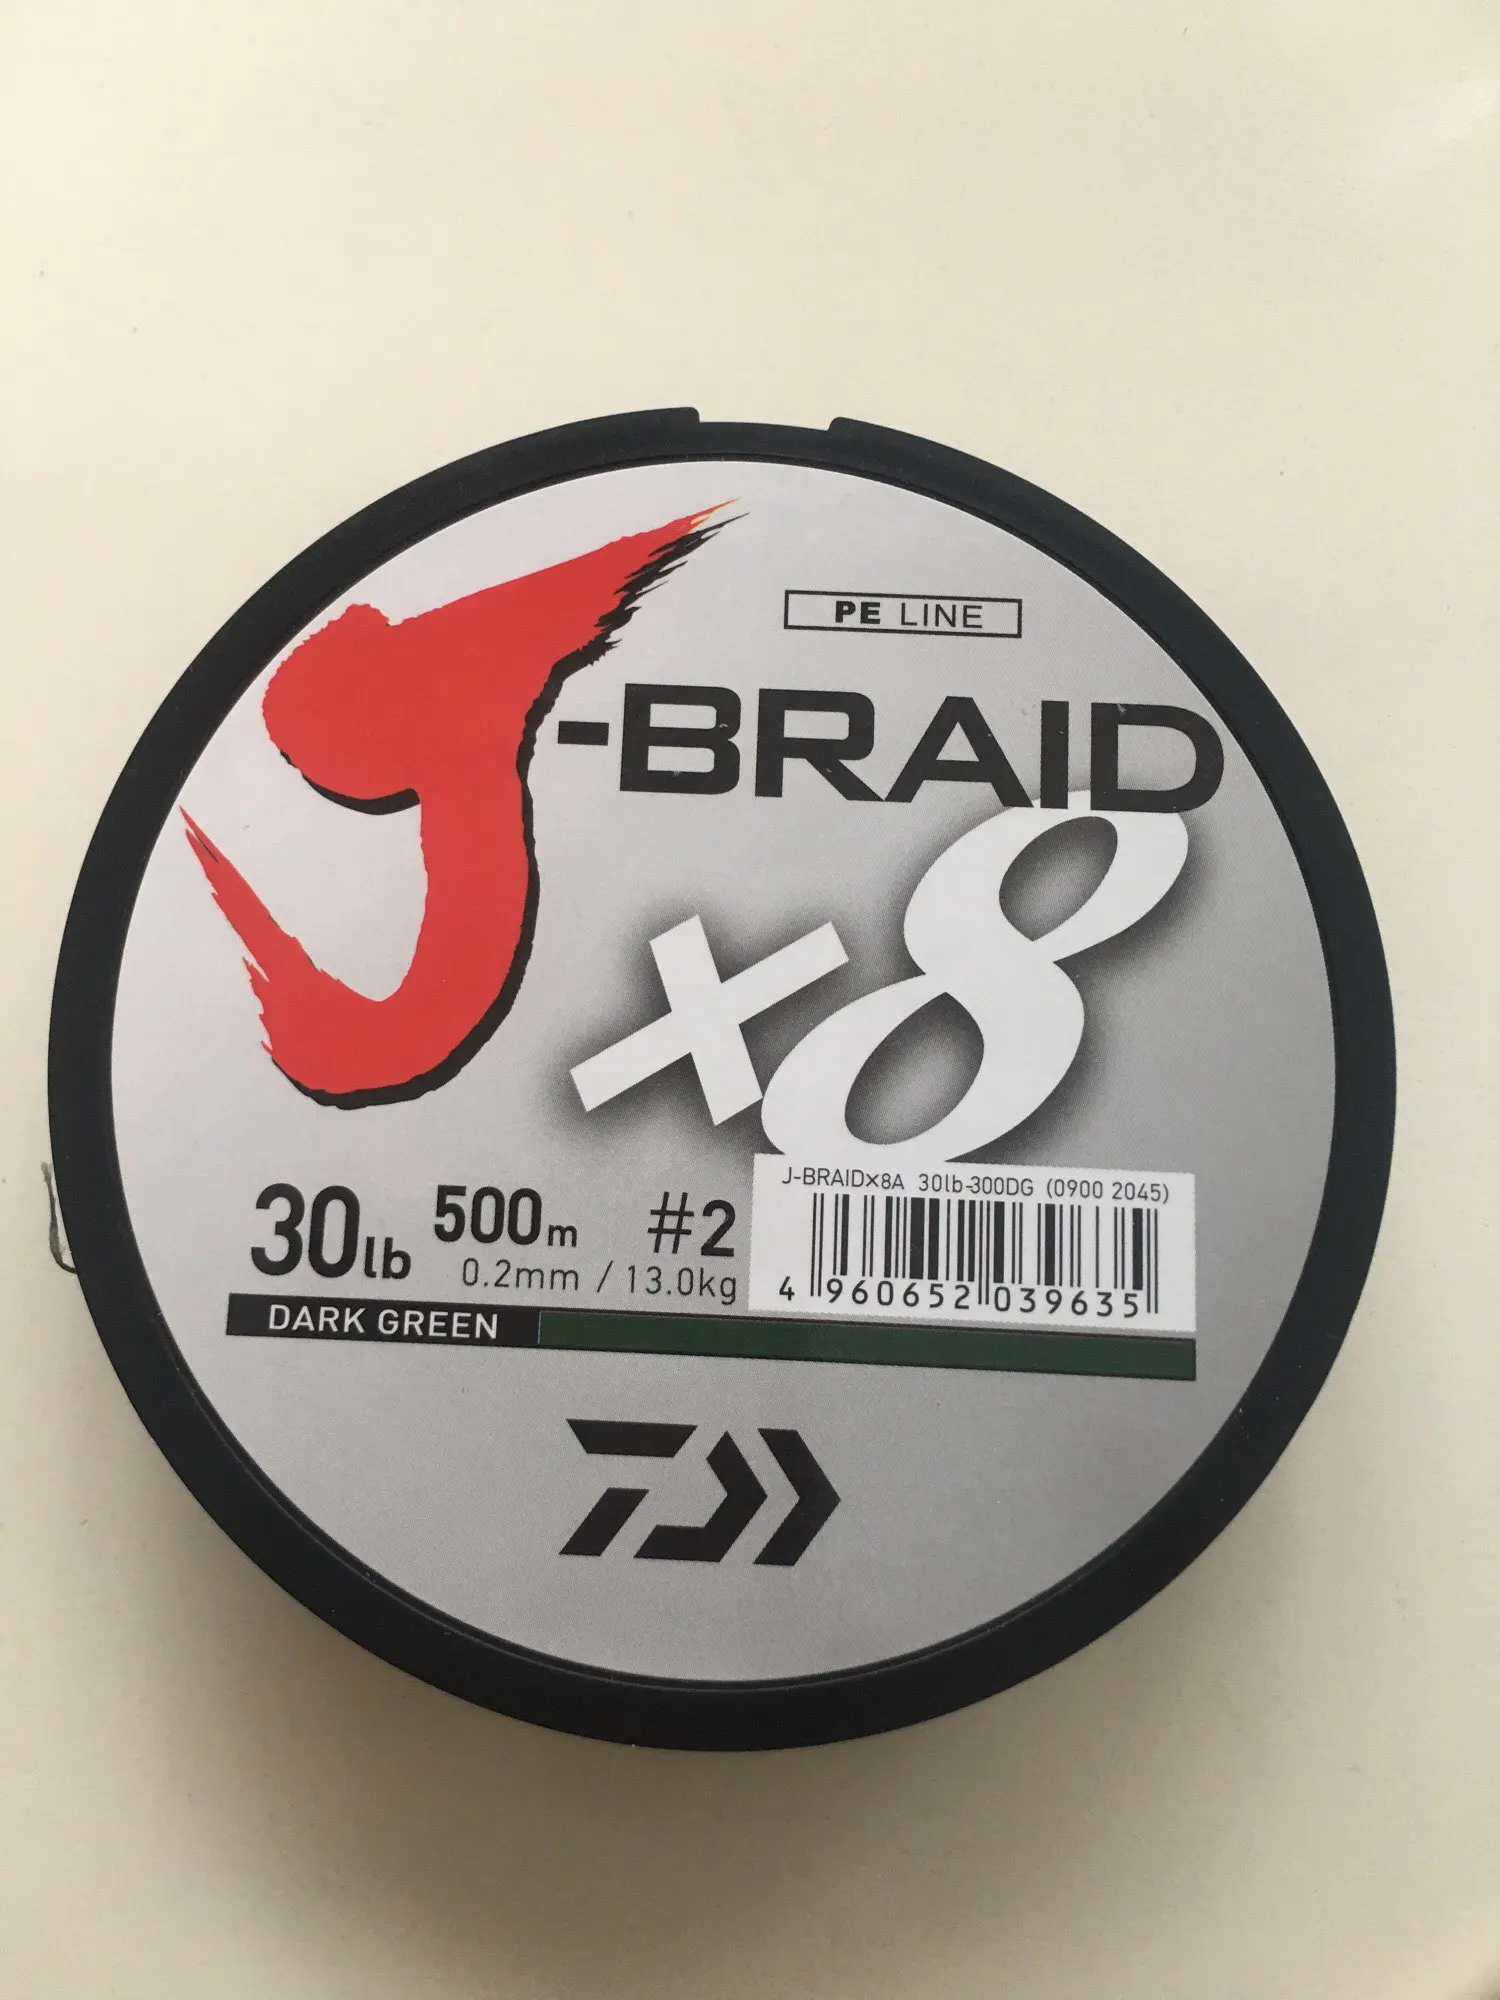 PE LINE
J-BRAID
×8
30lb 500m #2
0.2mm / 13.0kg
DARK GREEN
J-BRAID×8A 30lb-300DG (0900 2045)
4 960652 039635